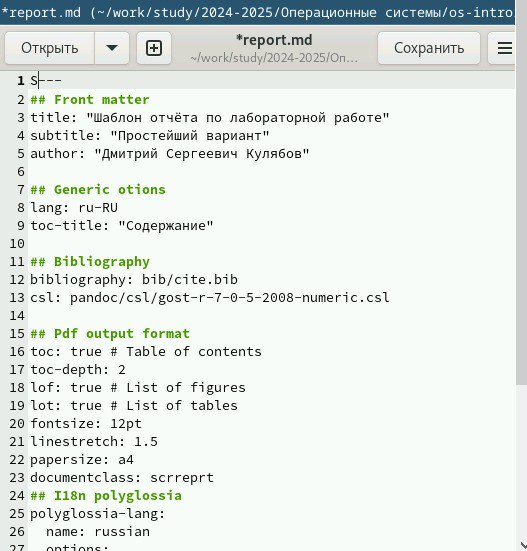 *report.md (~/work/study/2024-2025/Операционные системы/os-intro
Открыть
*report.md
~/work/study/2024-2025/Оп...
Сохранить
1 S---
2 ## Front matter
3 title: "Шаблон отчёта по лабораторной работе"
4 subtitle: "Простейший вариант"
5 author: "Дмитрий Сергеевич Кулябов"
6
7 ## Generic otions
8 lang: ru-RU
9 toc-title: "Содержание"
10
11 ## Bibliography
12 bibliography: bib/cite.bib
13 csl: pandoc/csl/gost-r-7-0-5-2008-numeric.csl
14
15 ## Pdf output format
16 toc: true # Table of contents
17 toc-depth: 2
18 lof: true # List of figures
19 lot: true # List of tables
20 fontsize: 12pt
21 linestretch: 1.5
22 papersize: a4
23 documentclass: scrreprt
24 ## I18n polyglossia
25 polyglossia-lang:
26   name: russian
27   options: